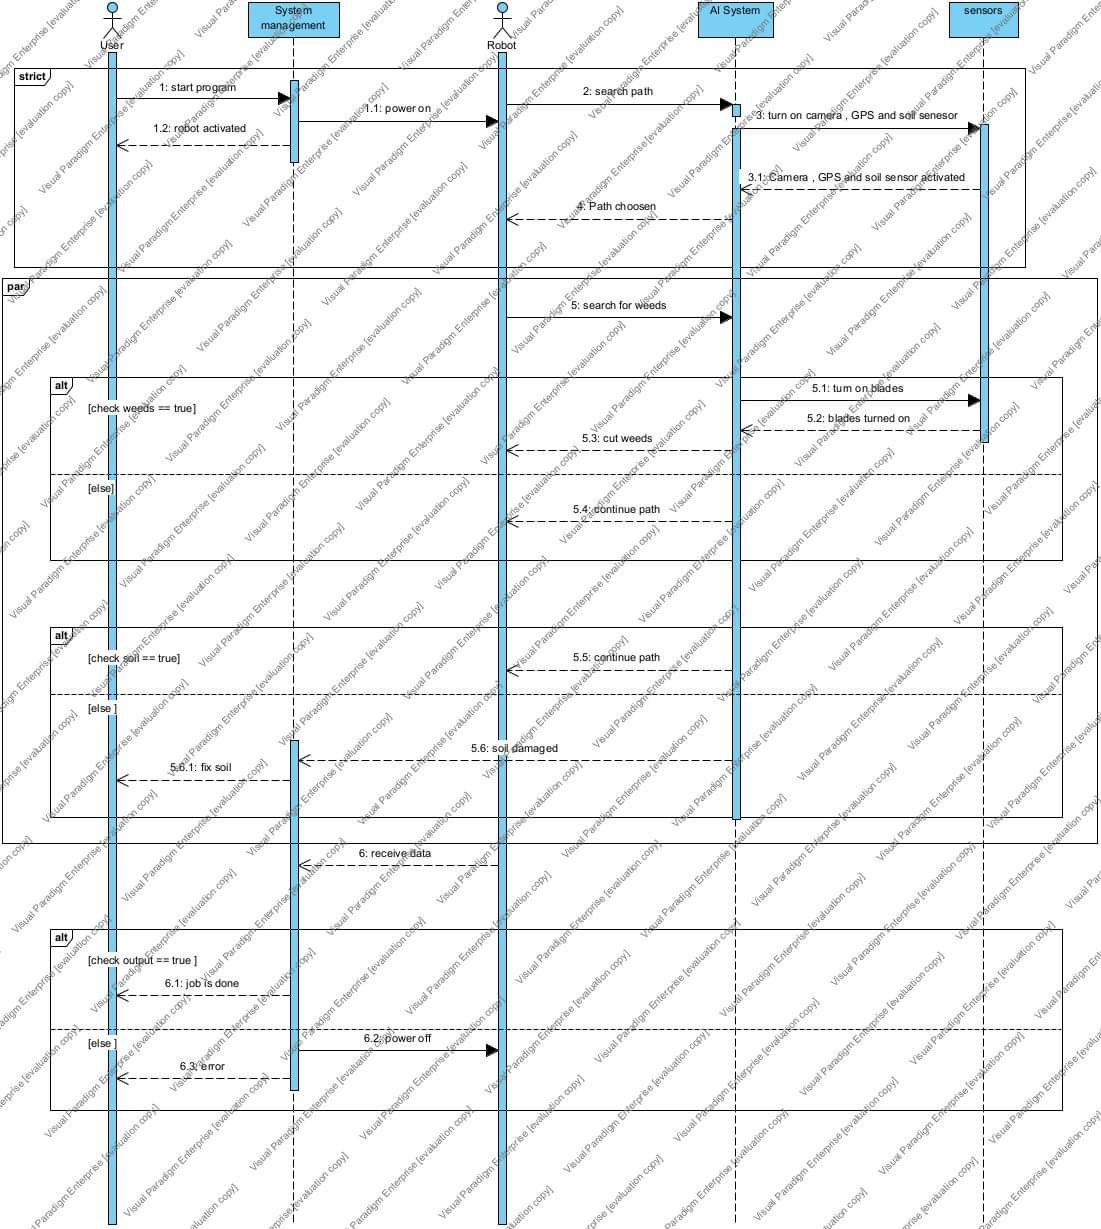 User
System
management
Robot
AI System
sensors
strict
1: start program
1.1: power on
1.2: robot activated
2: search path
3: turn on camera , GPS and soil senesor
3.1: Camera , GPS and soil sensor activated
4: Path choosen
par
5: search for weeds
alt
[check weeds == true]
5.1: turn on blades
5.2: blades turned on
5.3: cut weeds
[else]
5.4: continue path
alt
[check soil == true]
5.5: continue path
[else ]
5.6: soil damaged
5.6.1: fix soil
6: receive data
alt
[check output == true ]
6.1: job is done
[else ]
6.2: power off
6.3: error
Visual Paradigm Enterprise [evaluation copy]